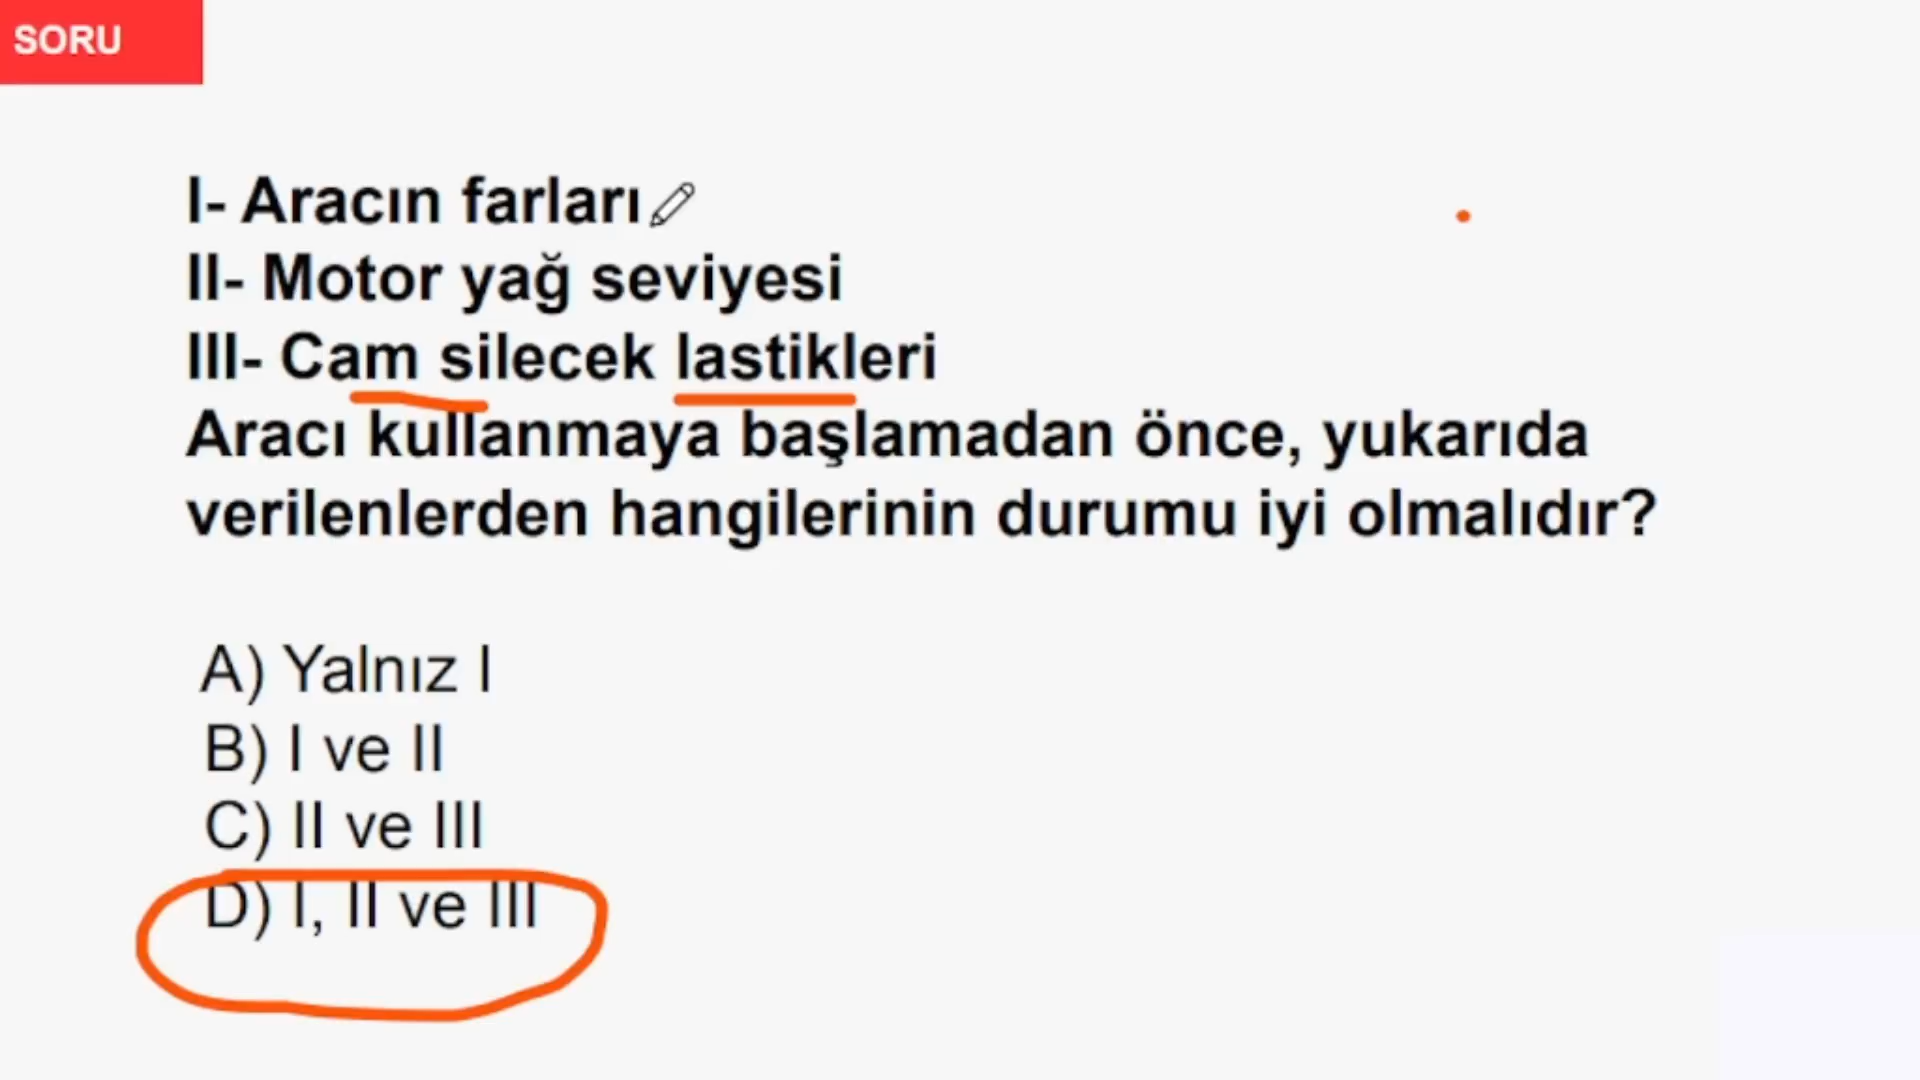 SORU
I- Aracın farları
II- Motor yağ seviyesi
III- Cam silecek lastikleri
Aracı kullanmaya başlamadan önce, yukarıda
verilenlerden hangilerinin durumu iyi olmalıdır?
A) Yalnız I
B) I ve II
C) II ve III
D) I, II ve III